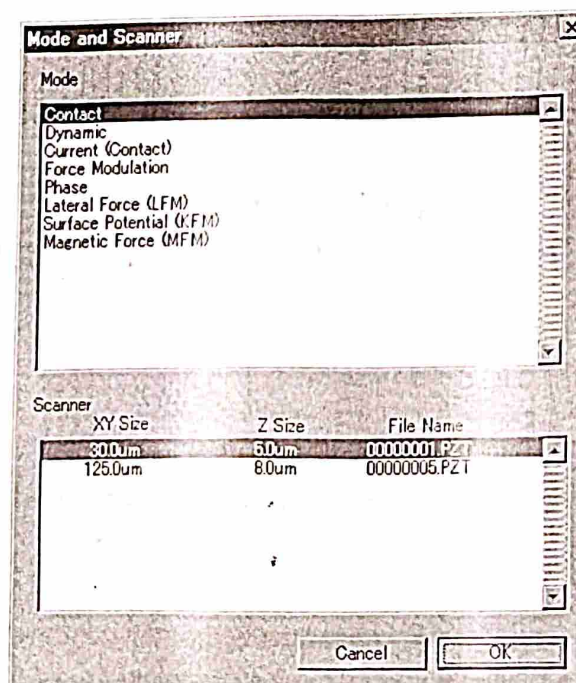 Mode and Scanner
Mode
Contact
Dynamic
Current (Contact)
Force Modulation
Phase
Lateral Force (LFM)
Surface Potential (KFM)
Magnetic Force (MFM)
Scanner
XY Size Z Size File Name
30.0um 5.0um 00000001.PZT
125.0um 8.0um 00000005.PZT
Cancel OK